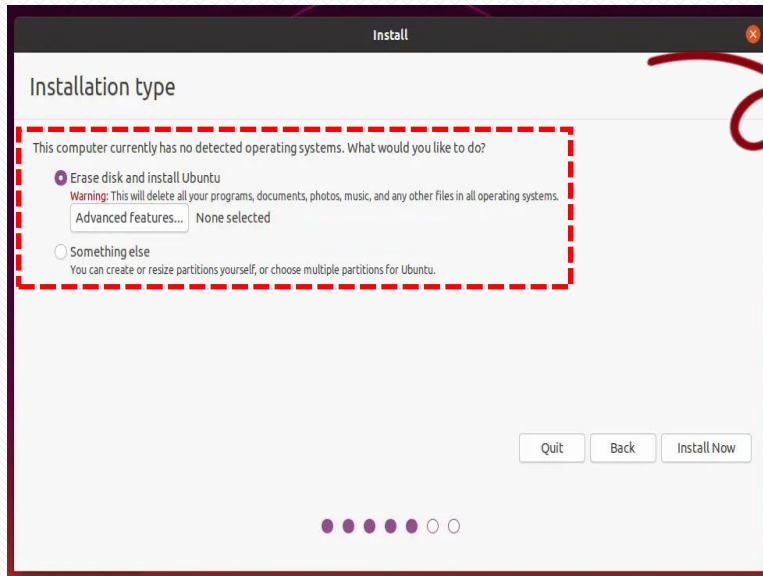 Install
Installation type
This computer currently has no detected operating systems. What would you like to do?
Erase disk and install Ubuntu
Warning: This will delete all your programs, documents, photos, music, and any other files in all operating systems.
Advanced features... None selected
Something else
You can create or resize partitions yourself, or choose multiple partitions for Ubuntu.
Quit Back Install Now